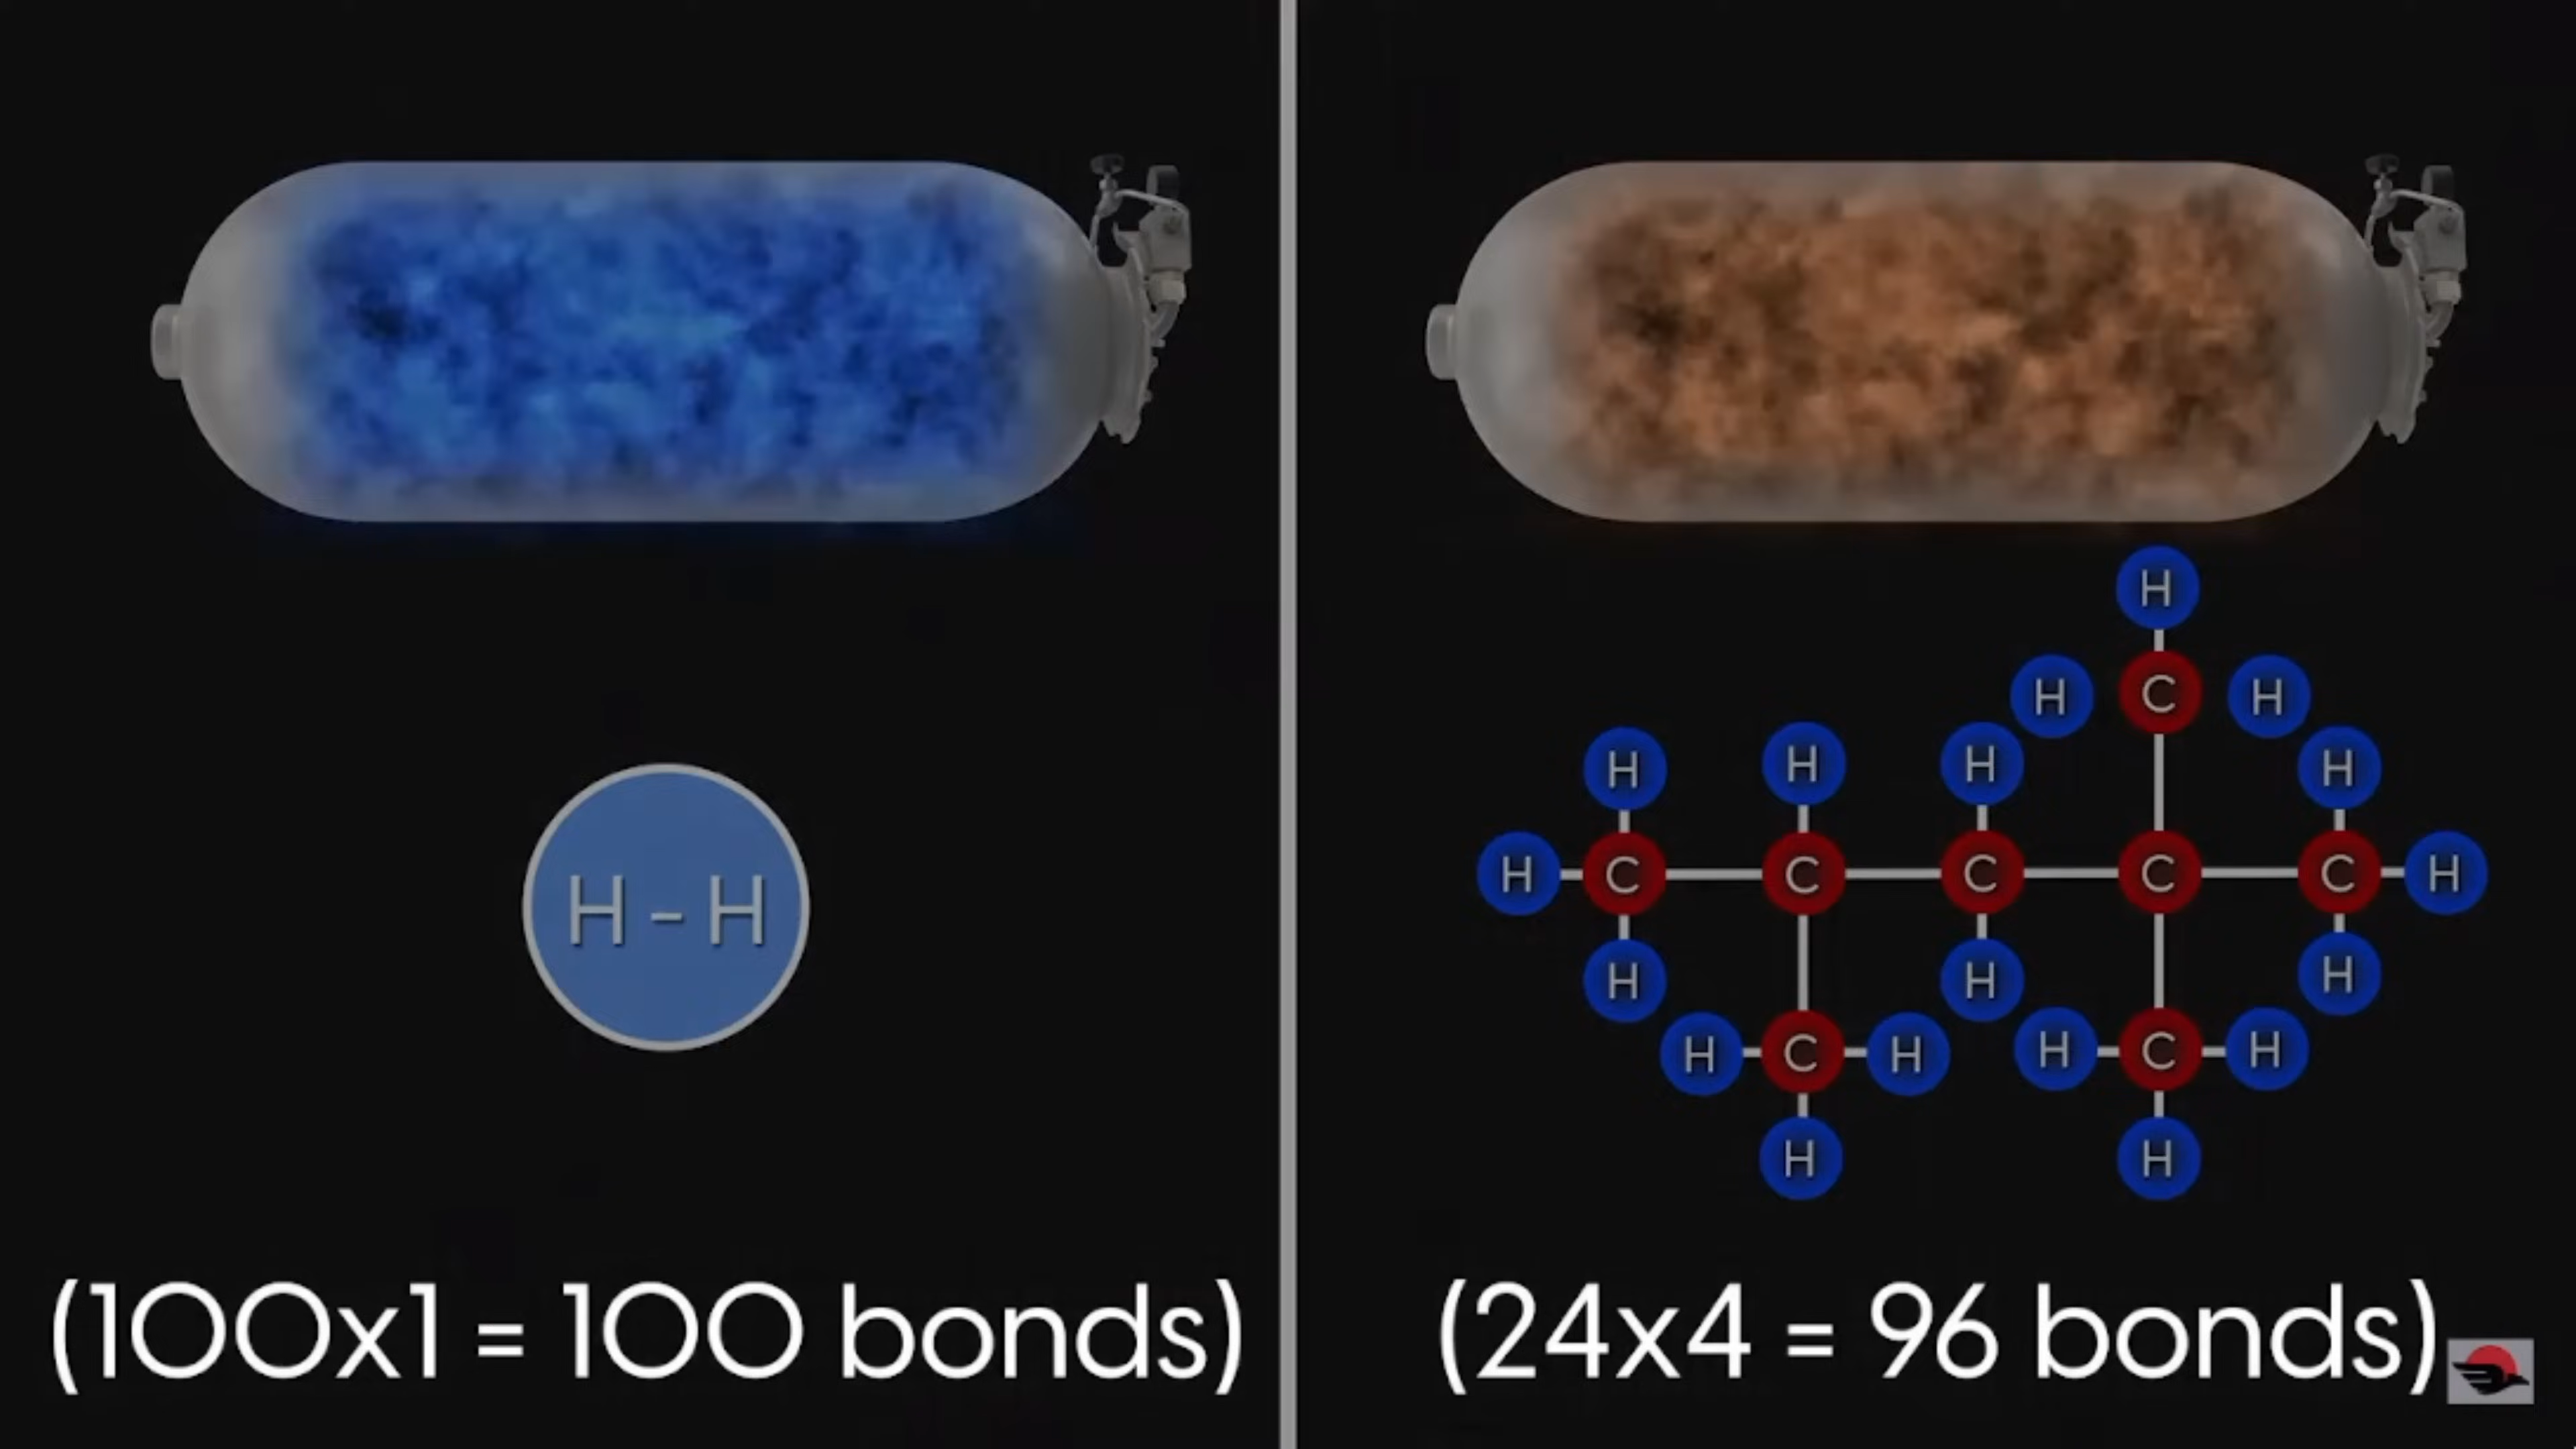 H
H C H
H H H H
H - H
H C C C C C H
H H H
H C H H C H
H H
(100x1 = 100 bonds)
(24x4 = 96 bonds)